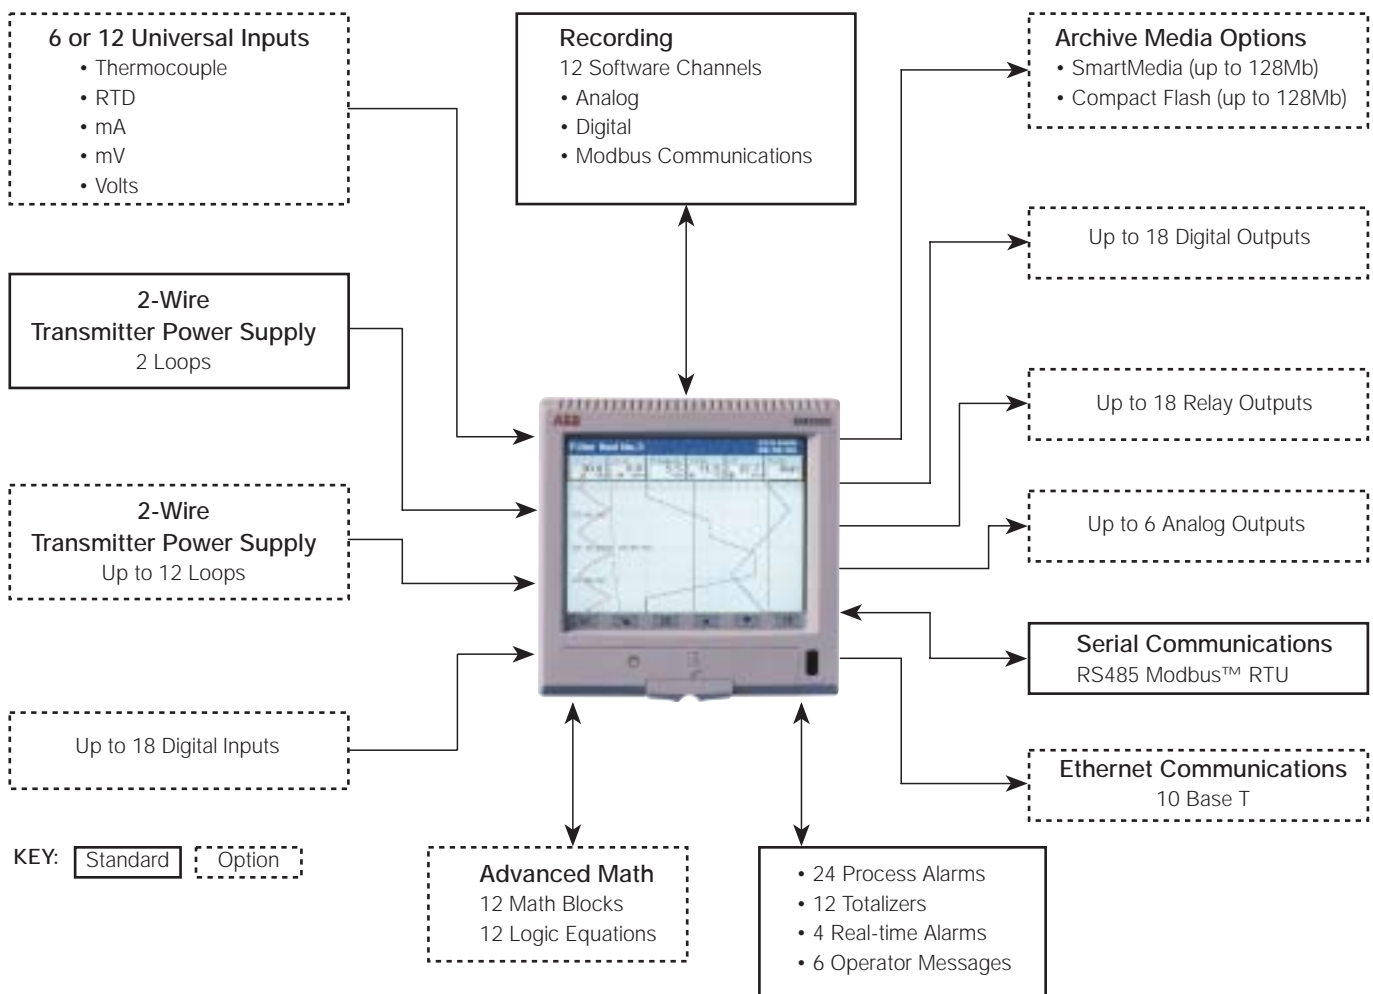 6 or 12 Universal Inputs
• Thermocouple
• RTD
• mA
• mV
• Volts
Recording
12 Software Channels
• Analog
• Digital
• Modbus Communications
Archive Media Options
• SmartMedia (up to 128Mb)
• Compact Flash (up to 128Mb)
Up to 18 Digital Outputs
2-Wire
Transmitter Power Supply
2 Loops
Up to 18 Relay Outputs
ABB
2-Wire
Transmitter Power Supply
Up to 12 Loops
Up to 6 Analog Outputs
Serial Communications
RS485 Modbus™ RTU
Up to 18 Digital Inputs
Ethernet Communications
10 Base T
KEY: Standard Option
Advanced Math
12 Math Blocks
12 Logic Equations
• 24 Process Alarms
• 12 Totalizers
• 4 Real-time Alarms
• 6 Operator Messages